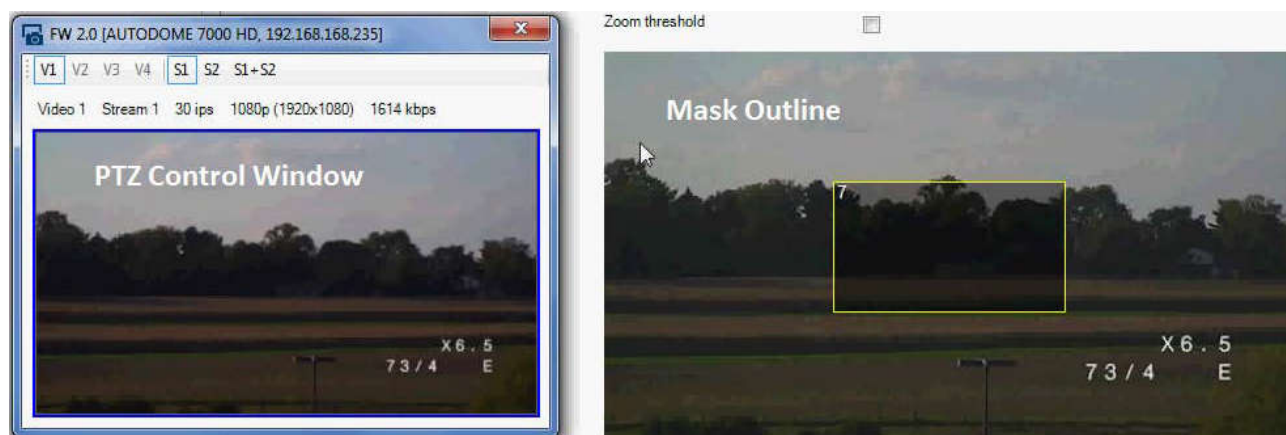 FW 2.0 [AUTODOME 7000 HD, 192.168.168.235]
V1 V2 V3 V4 S1 S2 S1+S2
Video 1 Stream 1 30 ips 1080p (1920x1080) 1614 kbps
PTZ Control Window
X6.5
73/4 E
Zoom threshold
Mask Outline
7
X6.5
73/4 E